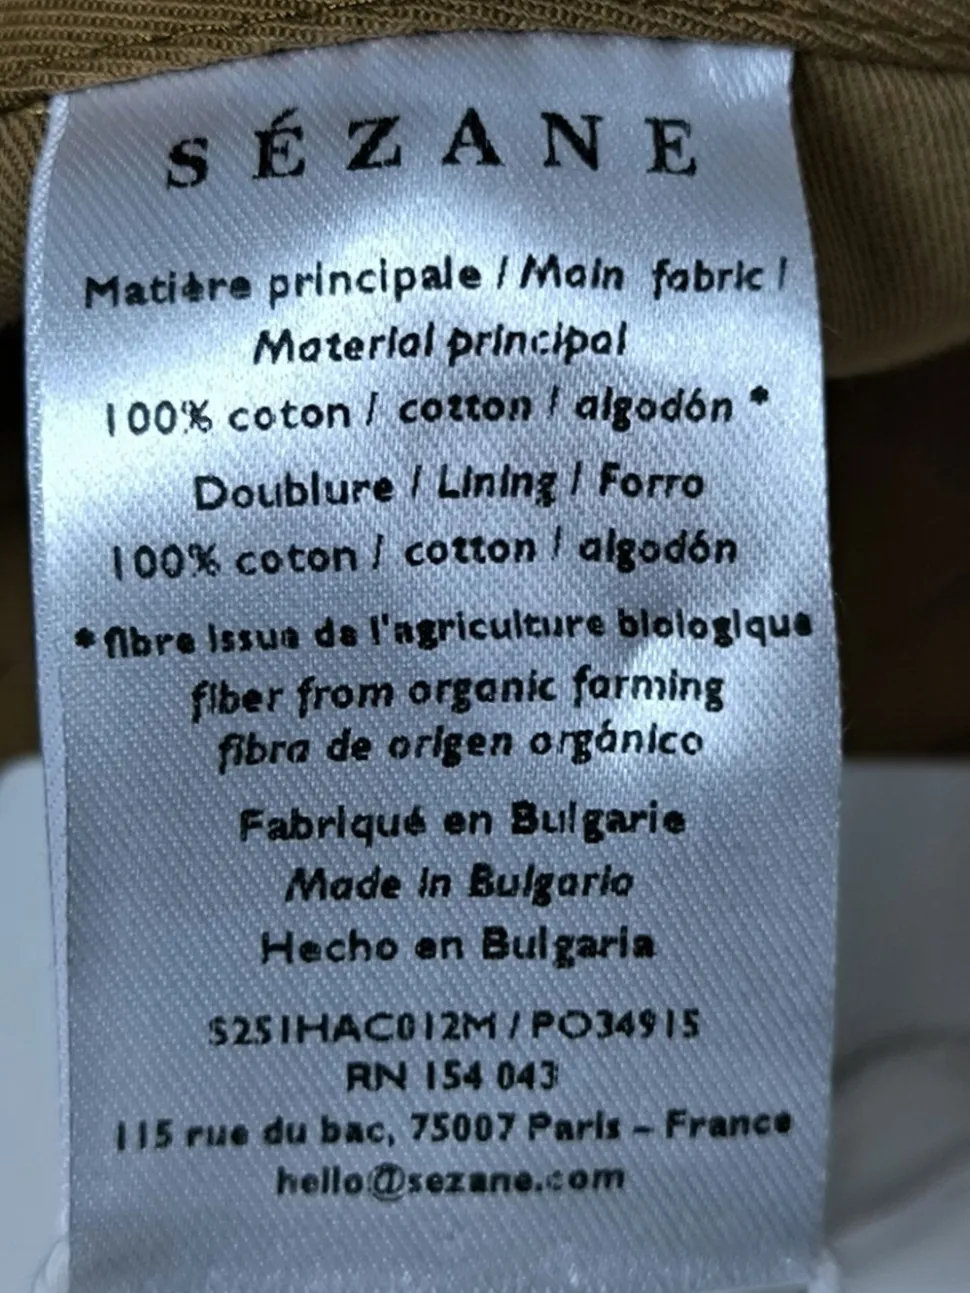 SÉZANE
Matière principale / Main fabric /
Material principal
100% coton / cotton / algodón *
Doublure / Lining / Forro
100% coton / cotton / algodón
*fibre issue de l'agriculture biologique
fiber from organic farming
fibra de origen orgánico
Fabriqué en Bulgarie
Made in Bulgaria
Hecho en Bulgaria
S251HAC012M / PO34915
RN 154 043
115 rue du bac, 75007 Paris – France
hello@sezane.com